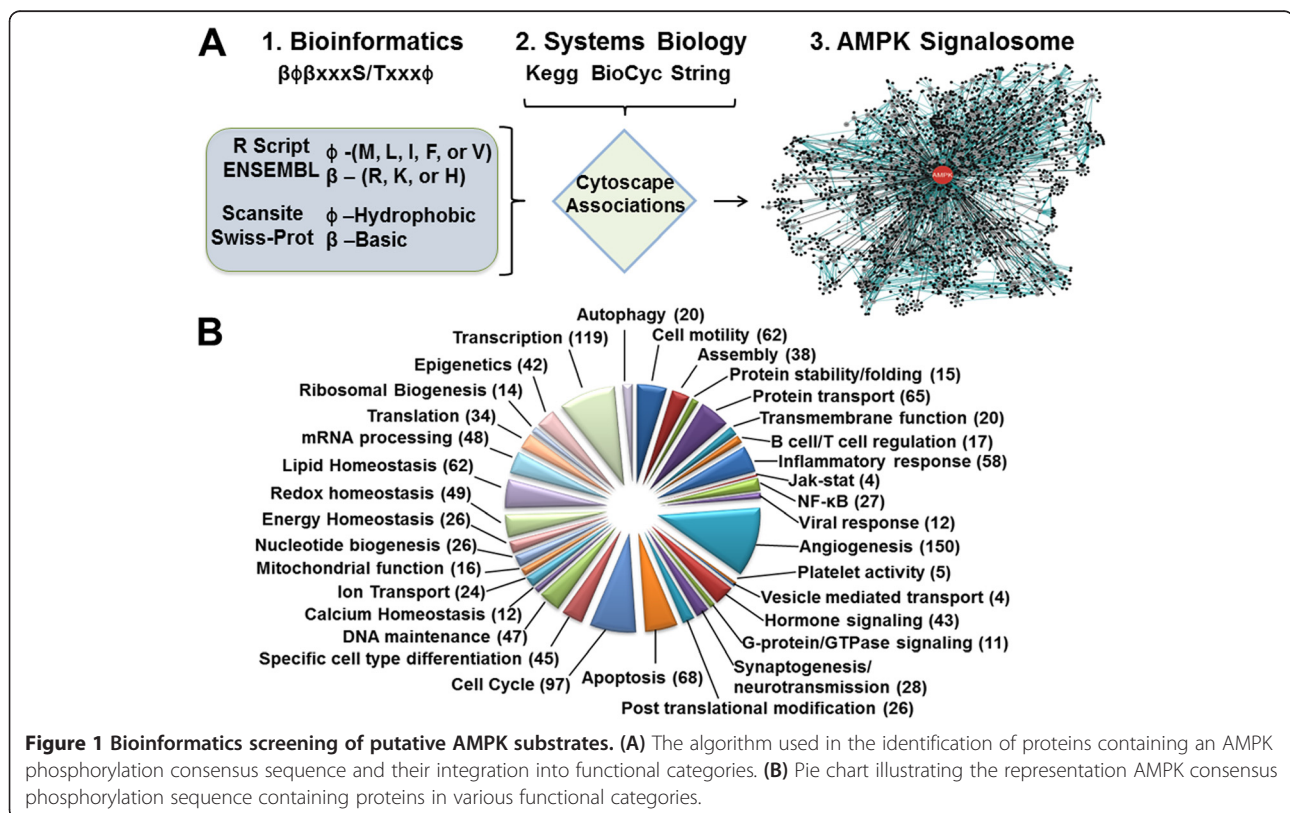 A
1. Bioinformatics
βϕβxxxS/Txxxϕ
R Script
ENSEMBL
ϕ -(M, L, I, F, or V)
β – (R, K, or H)
Scansite
Swiss-Prot
ϕ –Hydrophobic
β –Basic
2. Systems Biology
Kegg BioCyc String
Cytoscape
Associations
3. AMPK Signalosome
AMPK
B
Autophagy (20)
Cell motility (62)
Assembly (38)
Protein stability/folding (15)
Protein transport (65)
Transmembrane function (20)
B cell/T cell regulation (17)
Inflammatory response (58)
Jak-stat (4)
NF-κB (27)
Viral response (12)
Angiogenesis (150)
Platelet activity (5)
Vesicle mediated transport (4)
Hormone signaling (43)
G-protein/GTPase signaling (11)
Synaptogenesis/
neurotransmission (28)
Post translational modification (26)
Apoptosis (68)
Cell Cycle (97)
Specific cell type differentiation (45)
DNA maintenance (47)
Calcium Homeostasis (12)
Ion Transport (24)
Mitochondrial function (16)
Nucleotide biogenesis (26)
Energy Homeostasis (26)
Redox homeostasis (49)
Lipid Homeostasis (62)
mRNA processing (48)
Translation (34)
Ribosomal Biogenesis (14)
Epigenetics (42)
Transcription (119)
Figure 1 Bioinformatics screening of putative AMPK substrates. (A) The algorithm used in the identification of proteins containing an AMPK
phosphorylation consensus sequence and their integration into functional categories. (B) Pie chart illustrating the representation AMPK consensus
phosphorylation sequence containing proteins in various functional categories.